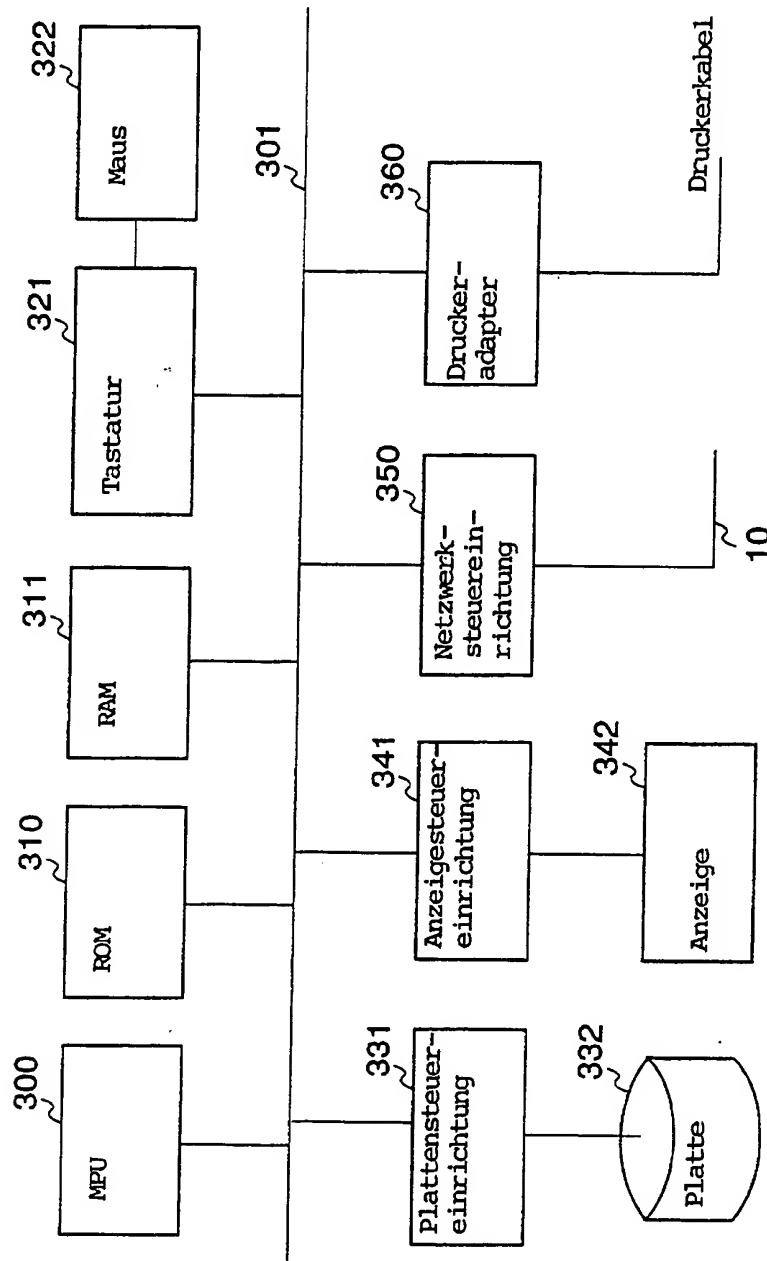 300
MPU
310
ROM
311
RAM
321
Tastatur
322
Maus
301
331
Plattensteuer-
einrichtung
332
Platte
341
Anzeigesteuer-
einrichtung
342
Anzeige
350
Netzwerk-
steuerein-
richtung
10
360
Drucker-
adapter
Druckerkabel